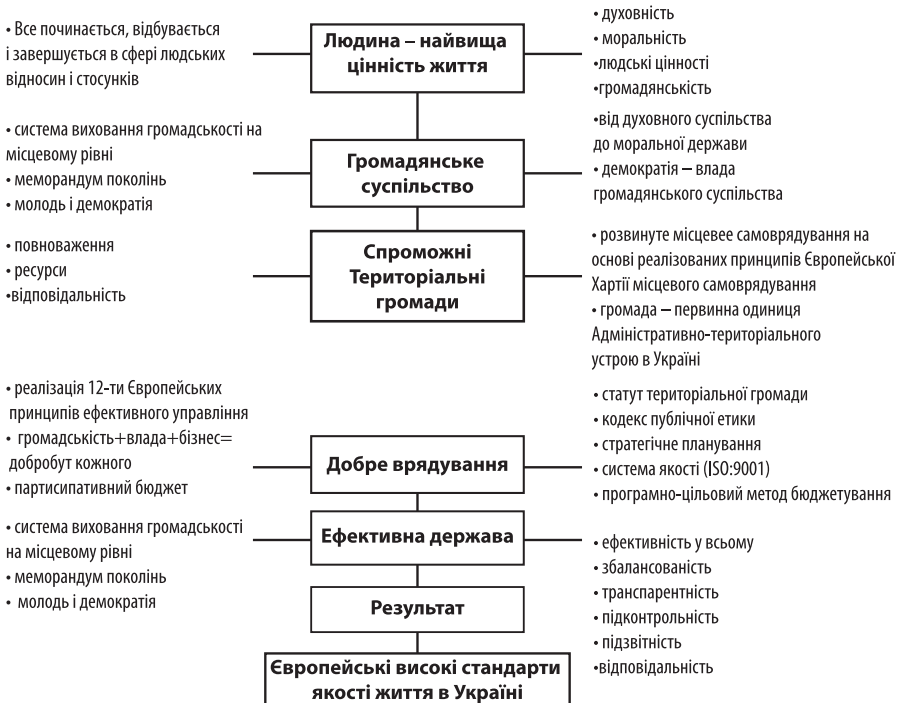 • Все починається, відбувається
і завершується в сфері людських
відносин і стосунків
Людина – найвища
цінність життя
• духовність
• моральність
•людські цінності
•громадянськість
• система виховання громадськості на
місцевому рівні
• меморандум поколінь
• молодь і демократія
Громадянське
суспільство
•від духовного суспільства
до моральної держави
• демократія – влада
громадянського суспільства
• повноваження
• ресурси
•відповідальність
Спроможні
Територіальні
громади
• розвинуте місцевее самоврядування на
основі реалізованих принципів Європейської
Хартії місцевого самоврядування
• громада – первинна одиниця
Адміністративно-територіального
устрою в Україні
• реалізація 12-ти Європейських
принципів ефективного управління
• громадськість+влада+бізнес=
добробут кожного
• партисипативний бюджет
Добре врядування
• статут територіальної громади
• кодекс публічної етики
• стратегічне планування
• система якості (ISO:9001)
• програмно-цільовий метод бюджетування
• система виховання громадськості
на місцевому рівні
• меморандум поколінь
• молодь і демократія
Ефективна держава
• ефективність у всьому
• збалансованість
• транспарентність
• підконтрольність
• підзвітність
•відповідальність
Результат
Європейські високі стандарти
якості життя в Україні